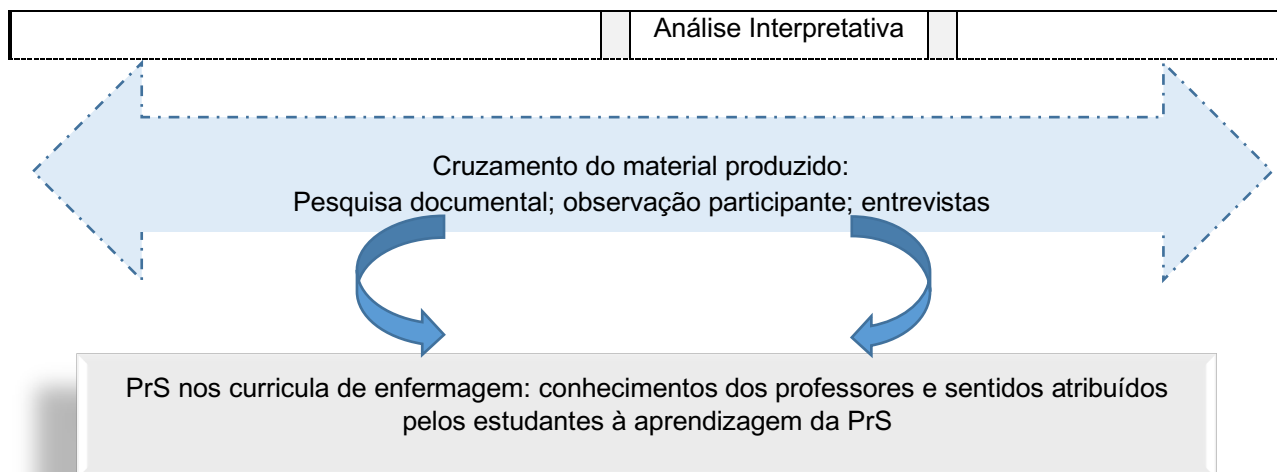 Análise Interpretativa
Cruzamento do material produzido:
Pesquisa documental; observação participante; entrevistas
PrS nos curricula de enfermagem: conhecimentos dos professores e sentidos atribuídos
pelos estudantes à aprendizagem da PrS